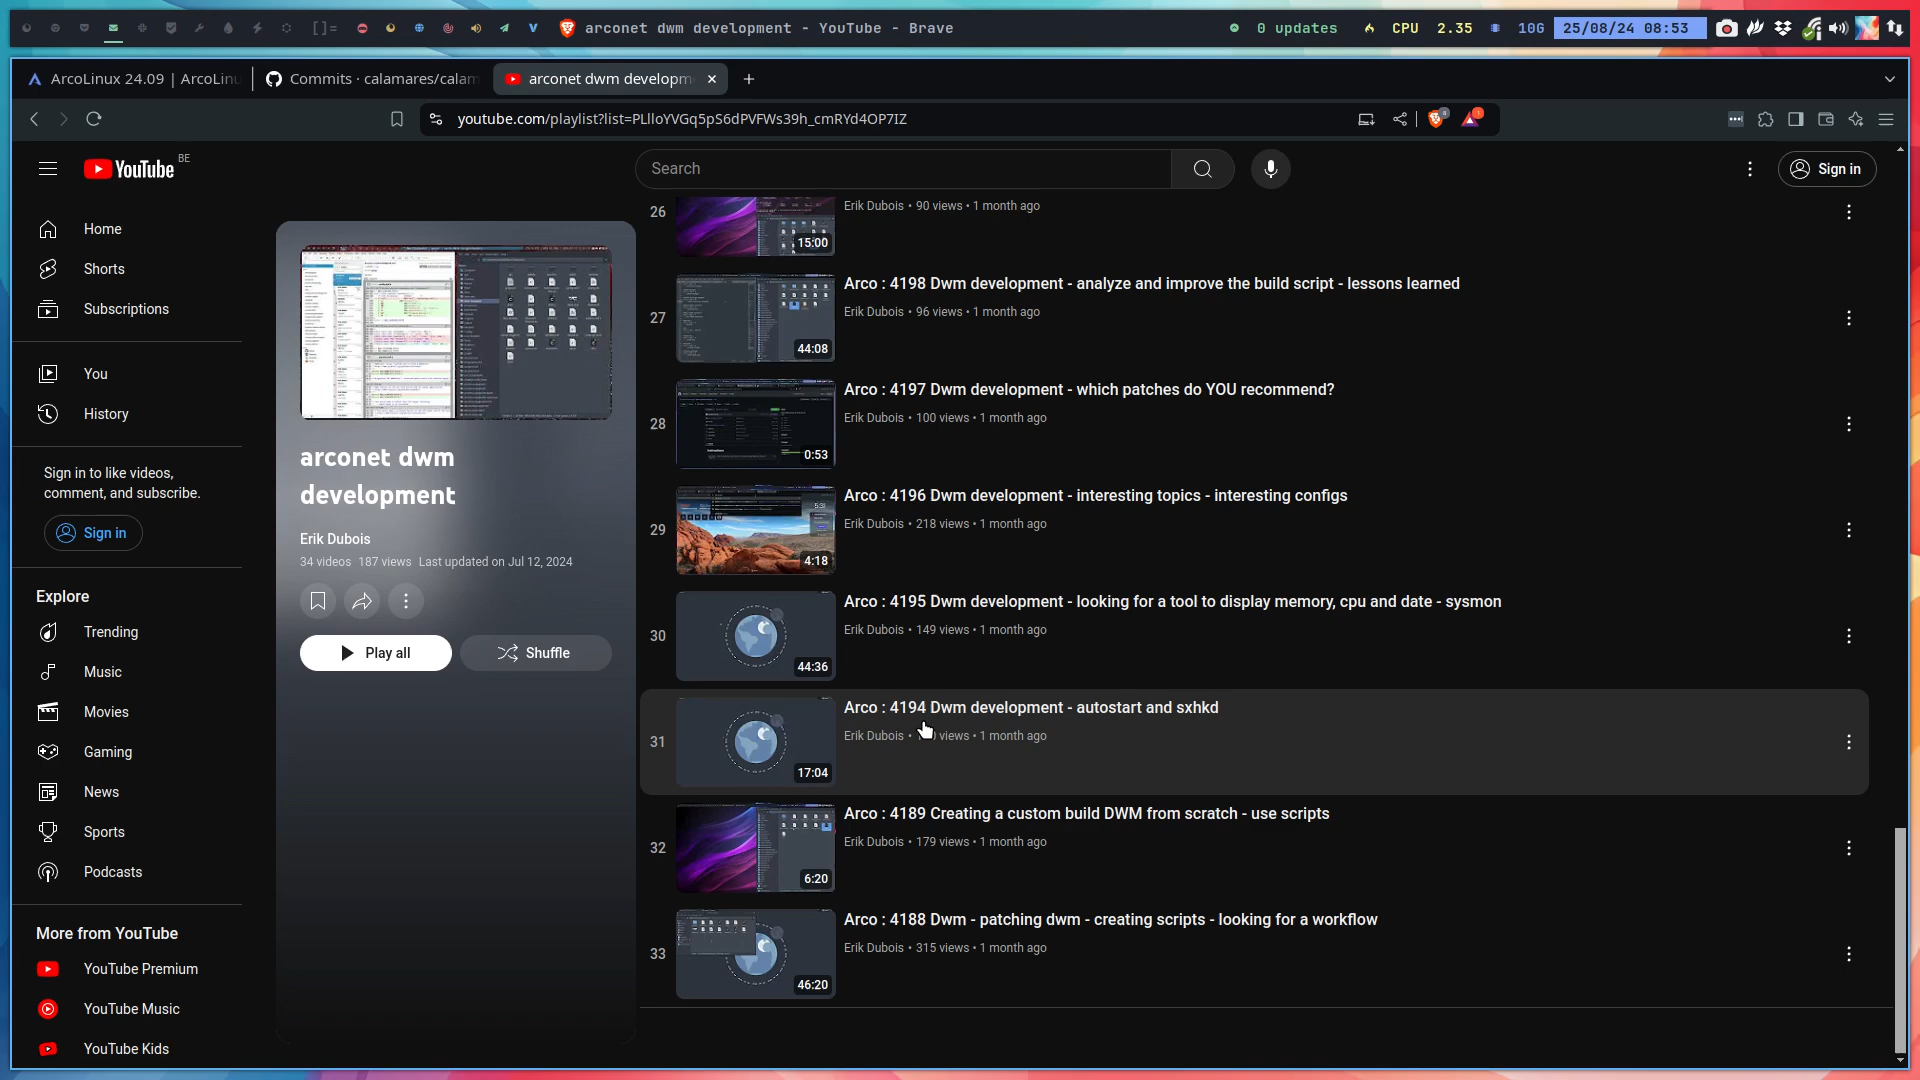 []=
arconet dwm development - YouTube - Brave
0 updates
CPU 2.35
10G
25/08/24 08:53
ArcoLinux 24.09 | ArcoLinu
Commits · calamares/calam
arconet dwm developm
youtube.com/playlist?list=PLlloYVGq5pS6dPVFWs39h_cmRYd4OP7IZ
YouTube BE
Search
Sign in
Home
Shorts
Subscriptions
You
History
Sign in to like videos,
comment, and subscribe.
Sign in
Explore
Trending
Music
Movies
Gaming
News
Sports
Podcasts
More from YouTube
YouTube Premium
YouTube Music
YouTube Kids
arconet dwm
development
Erik Dubois
34 videos 187 views Last updated on Jul 12, 2024
Play all
Shuffle
26
15:00
Erik Dubois • 90 views • 1 month ago
27
44:08
Arco : 4198 Dwm development - analyze and improve the build script - lessons learned
Erik Dubois • 96 views • 1 month ago
28
0:53
Arco : 4197 Dwm development - which patches do YOU recommend?
Erik Dubois • 100 views • 1 month ago
29
4:18
Arco : 4196 Dwm development - interesting topics - interesting configs
Erik Dubois • 218 views • 1 month ago
30
44:36
Arco : 4195 Dwm development - looking for a tool to display memory, cpu and date - sysmon
Erik Dubois • 149 views • 1 month ago
31
17:04
Arco : 4194 Dwm development - autostart and sxhkd
Erik Dubois • views • 1 month ago
32
6:20
Arco : 4189 Creating a custom build DWM from scratch - use scripts
Erik Dubois • 179 views • 1 month ago
33
46:20
Arco : 4188 Dwm - patching dwm - creating scripts - looking for a workflow
Erik Dubois • 315 views • 1 month ago